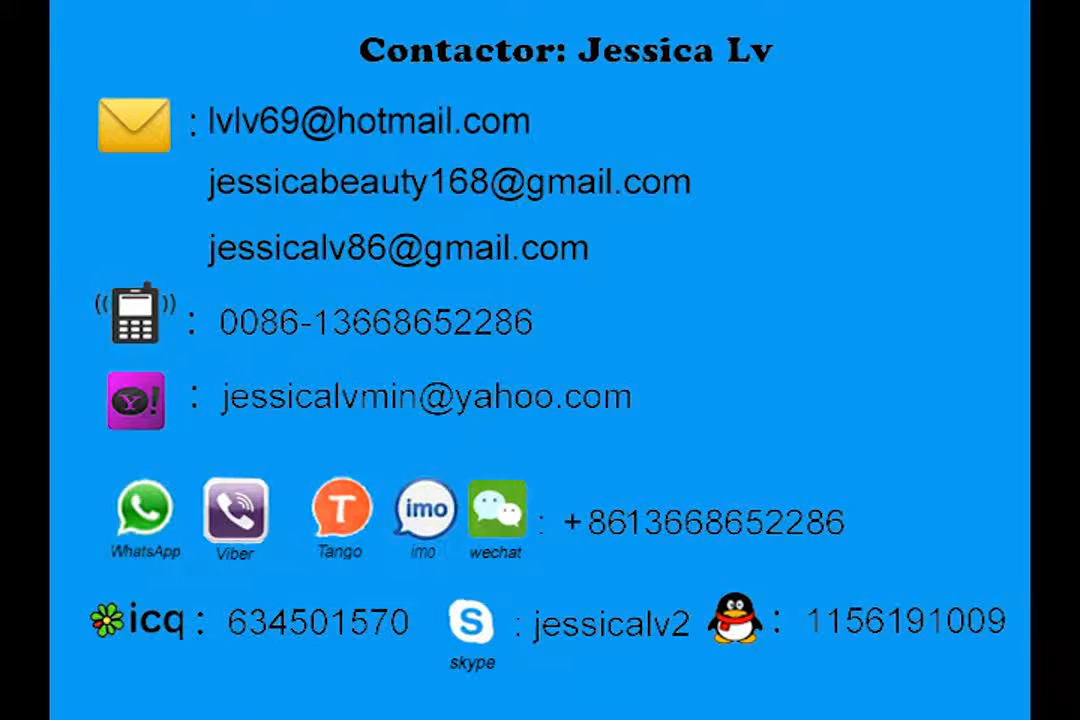 Contactor: Jessica Lv
: lvlv69@hotmail.com
jessicabeauty168@gmail.com
jessicalv86@gmail.com
: 0086-13668652286
Y! : jessicalvmin@yahoo.com
T imo : +8613668652286
WhatsApp Viber Tango imo wechat
icq : 634501570 S : jessicalv2 : 1156191009
skype